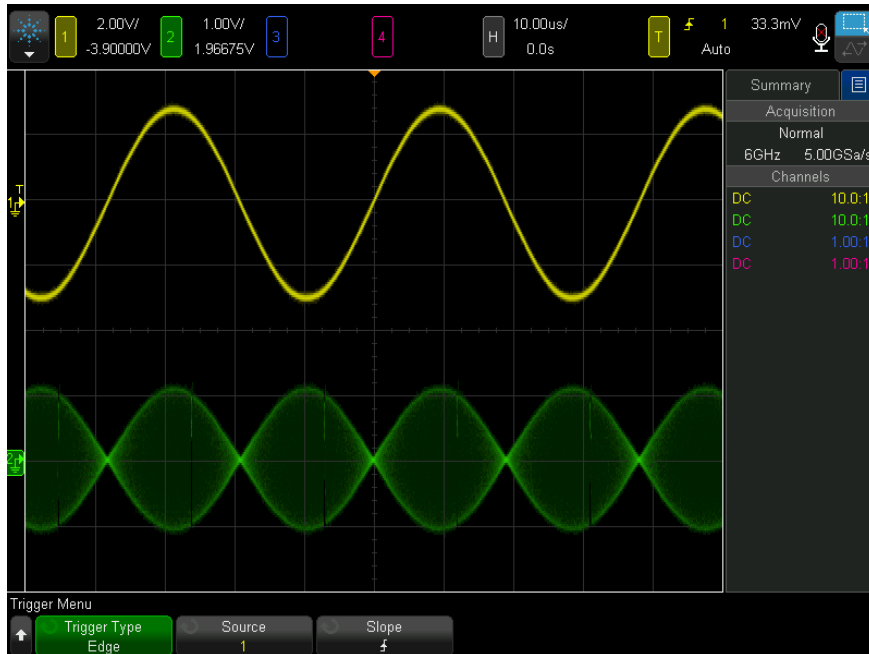 1 2.00V/ 2 1.00V/ 3 4 H 10.00us/ T 1 33.3mV
-3.90000V 1.96675V 0.0s Auto
Summary
Acquisition
Normal
6GHz 5.00GSa/s
Channels
DC 10.0:1
DC 10.0:1
DC 1.00:1
DC 1.00:1
T
1
2
Trigger Menu
Trigger Type Source Slope
Edge 1